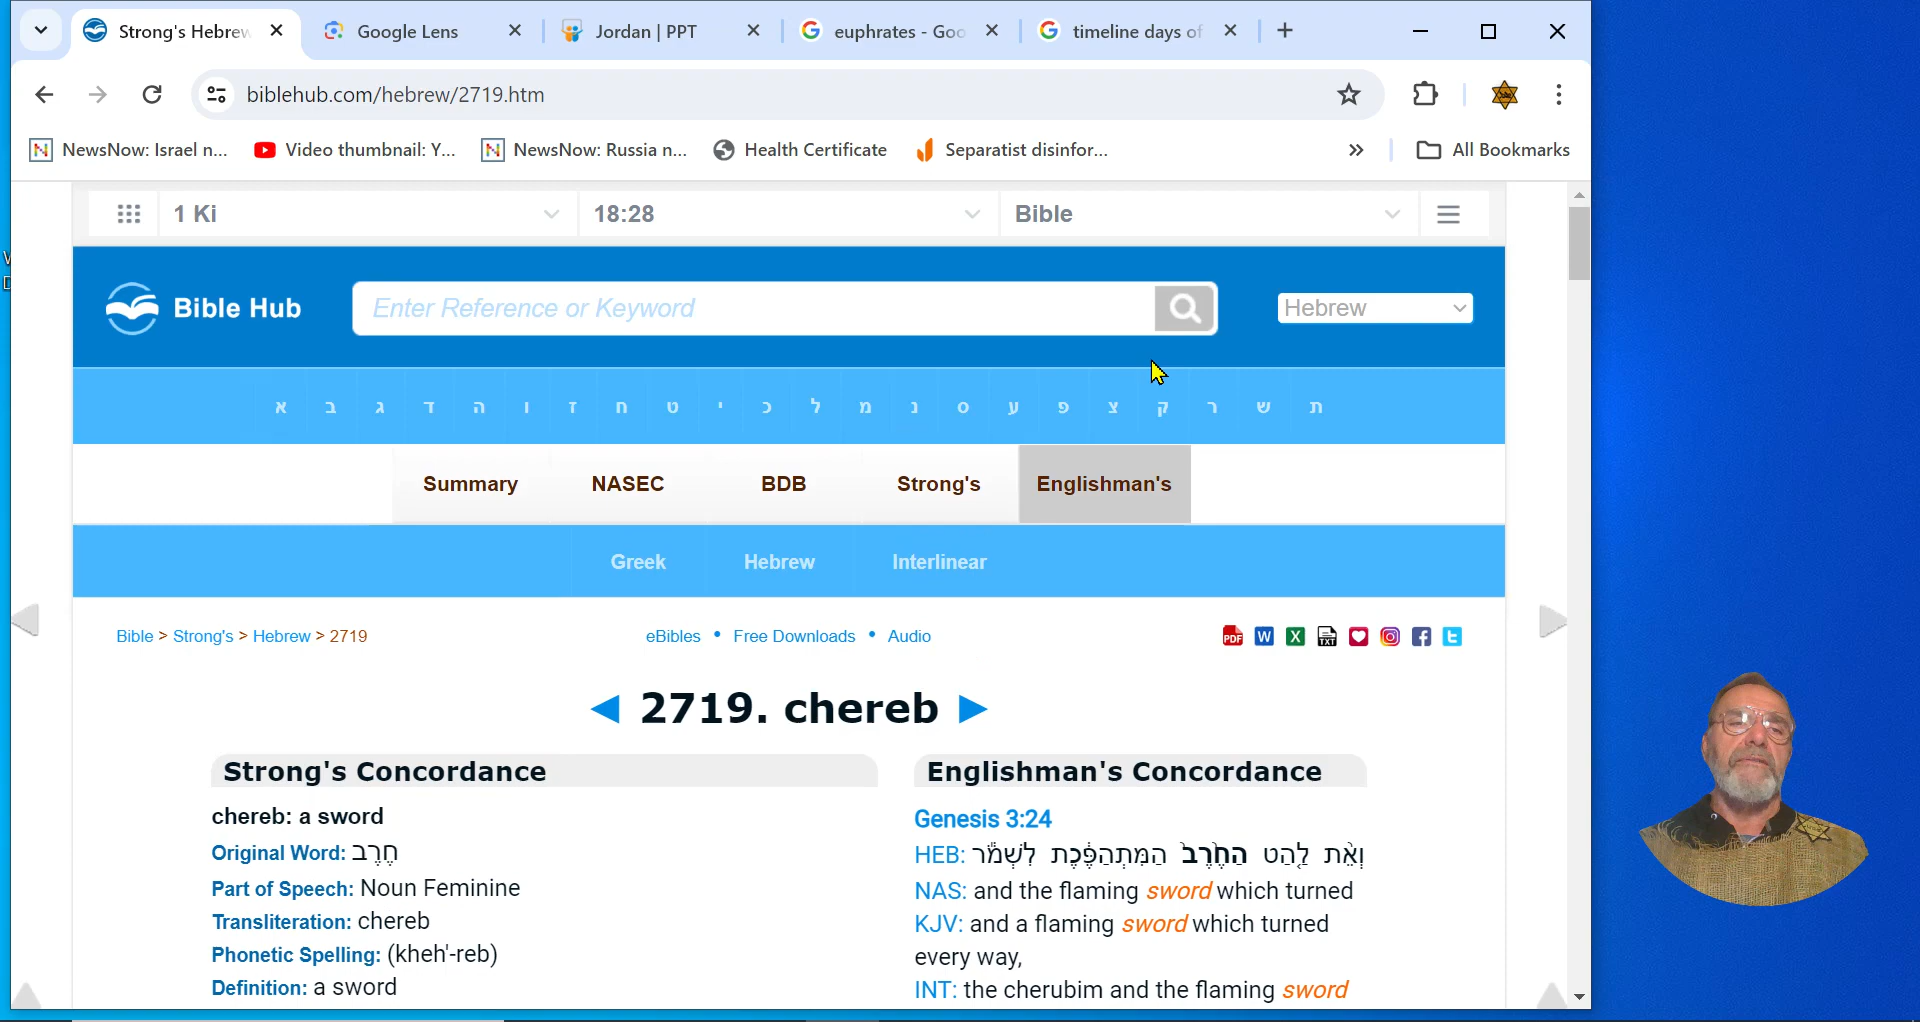 Strong's Hebrew
Google Lens
Jordan | PPT
euphrates - Goo
timeline days of
biblehub.com/hebrew/2719.htm
NewsNow: Israel n...
Video thumbnail: Y...
NewsNow: Russia n...
Health Certificate
Separatist disinfor...
All Bookmarks
1 Ki
18:28
Bible
Bible Hub
Enter Reference or Keyword
Hebrew
א ב ג ד ה ו ז ח ט י כ ל מ נ ס ע פ צ ק ר ש ת
Summary
NASEC
BDB
Strong's
Englishman's
Greek
Hebrew
Interlinear
Bible > Strong's > Hebrew > 2719
eBibles • Free Downloads • Audio
◄ 2719. chereb ►
Strong's Concordance
chereb: a sword
Original Word: חֶרֶב
Part of Speech: Noun Feminine
Transliteration: chereb
Phonetic Spelling: (kheh'-reb)
Definition: a sword
Englishman's Concordance
Genesis 3:24
HEB: וְאֵ֨ת לַ֤הַט הַחֶ֙רֶב֙ הַמִּתְהַפֶּ֔כֶת לִשְׁמֹ֕ר
NAS: and the flaming sword which turned
KJV: and a flaming sword which turned
every way,
INT: the cherubim and the flaming sword